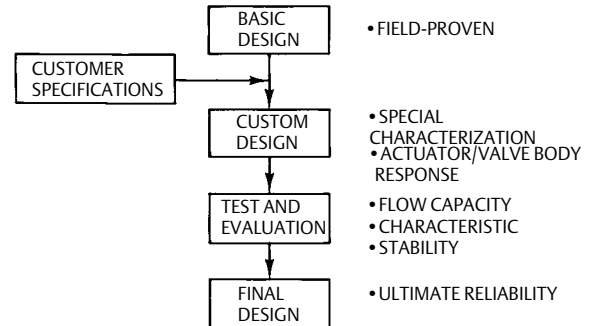 BASIC
DESIGN
• FIELD-PROVEN
CUSTOMER
SPECIFICATIONS
CUSTOM
DESIGN
• SPECIAL
CHARACTERIZATION
• ACTUATOR/VALVE BODY
RESPONSE
TEST AND
EVALUATION
• FLOW CAPACITY
• CHARACTERISTIC
• STABILITY
FINAL
DESIGN
• ULTIMATE RELIABILITY